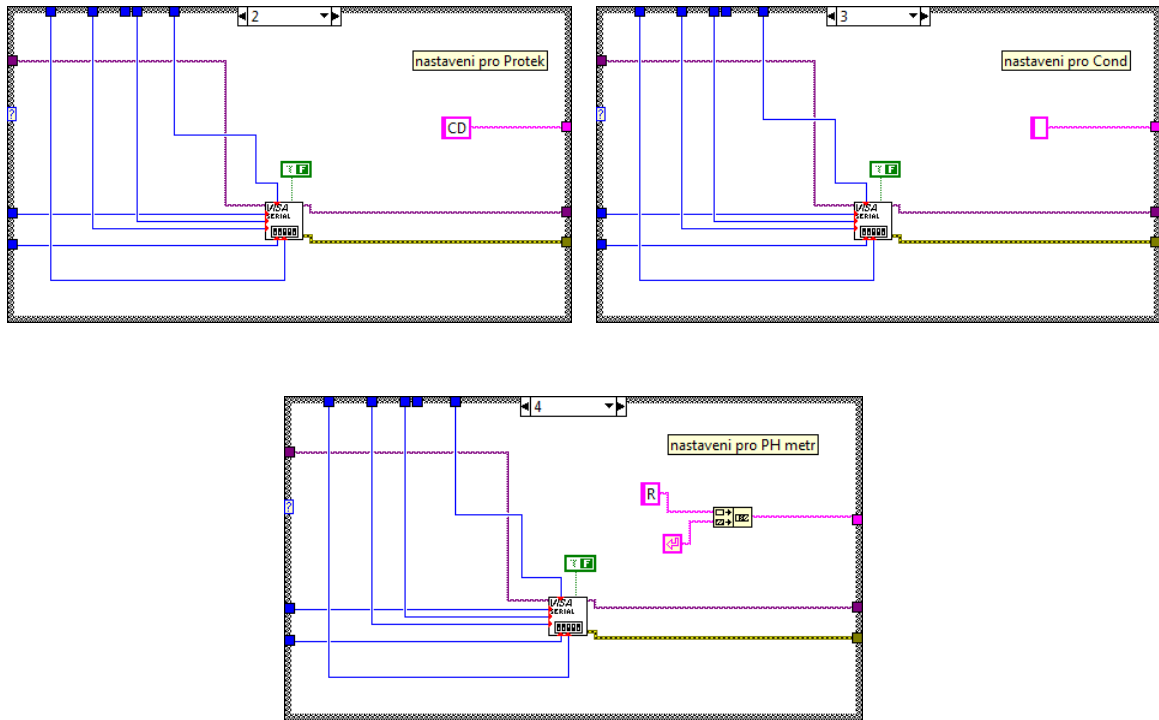 2
nastaveni pro Protek
CD
?
F
VISA
SERIAL
3
nastaveni pro Cond
?
F
VISA
SERIAL
4
nastaveni pro PH metr
R
?
F
VISA
SERIAL